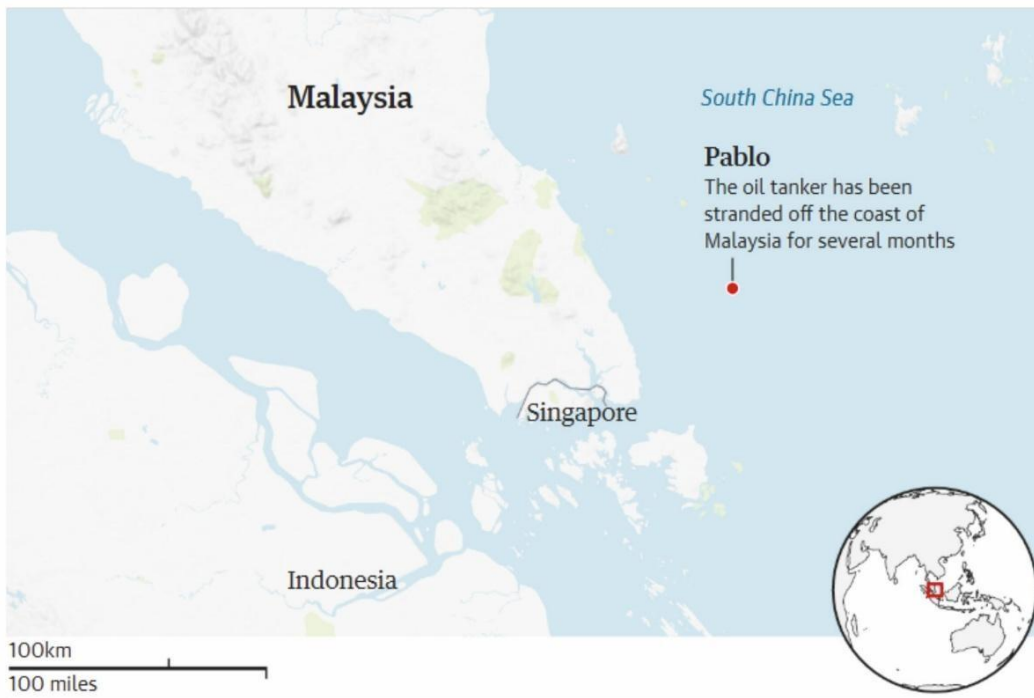 Malaysia
South China Sea
Pablo
The oil tanker has been
stranded off the coast of
Malaysia for several months
Singapore
Indonesia
100km
100 miles